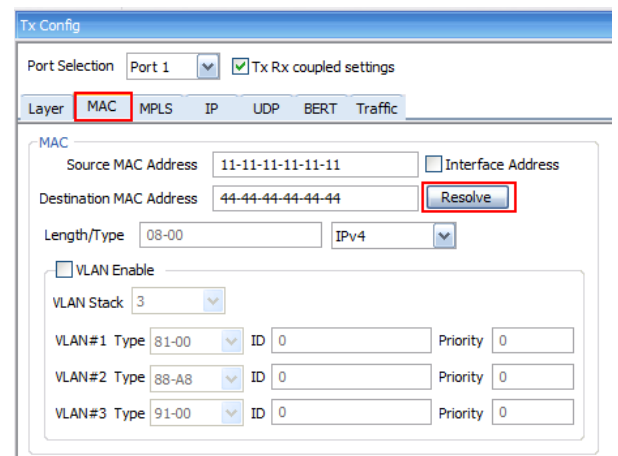 Tx Config
Port Selection Port 1 Tx Rx coupled settings
Layer MAC MPLS IP UDP BERT Traffic
MAC
Source MAC Address 11-11-11-11-11-11 Interface Address
Destination MAC Address 44-44-44-44-44-44 Resolve
Length/Type 08-00 IPv4
VLAN Enable
VLAN Stack 3
VLAN#1 Type 81-00 ID 0 Priority 0
VLAN#2 Type 88-A8 ID 0 Priority 0
VLAN#3 Type 91-00 ID 0 Priority 0